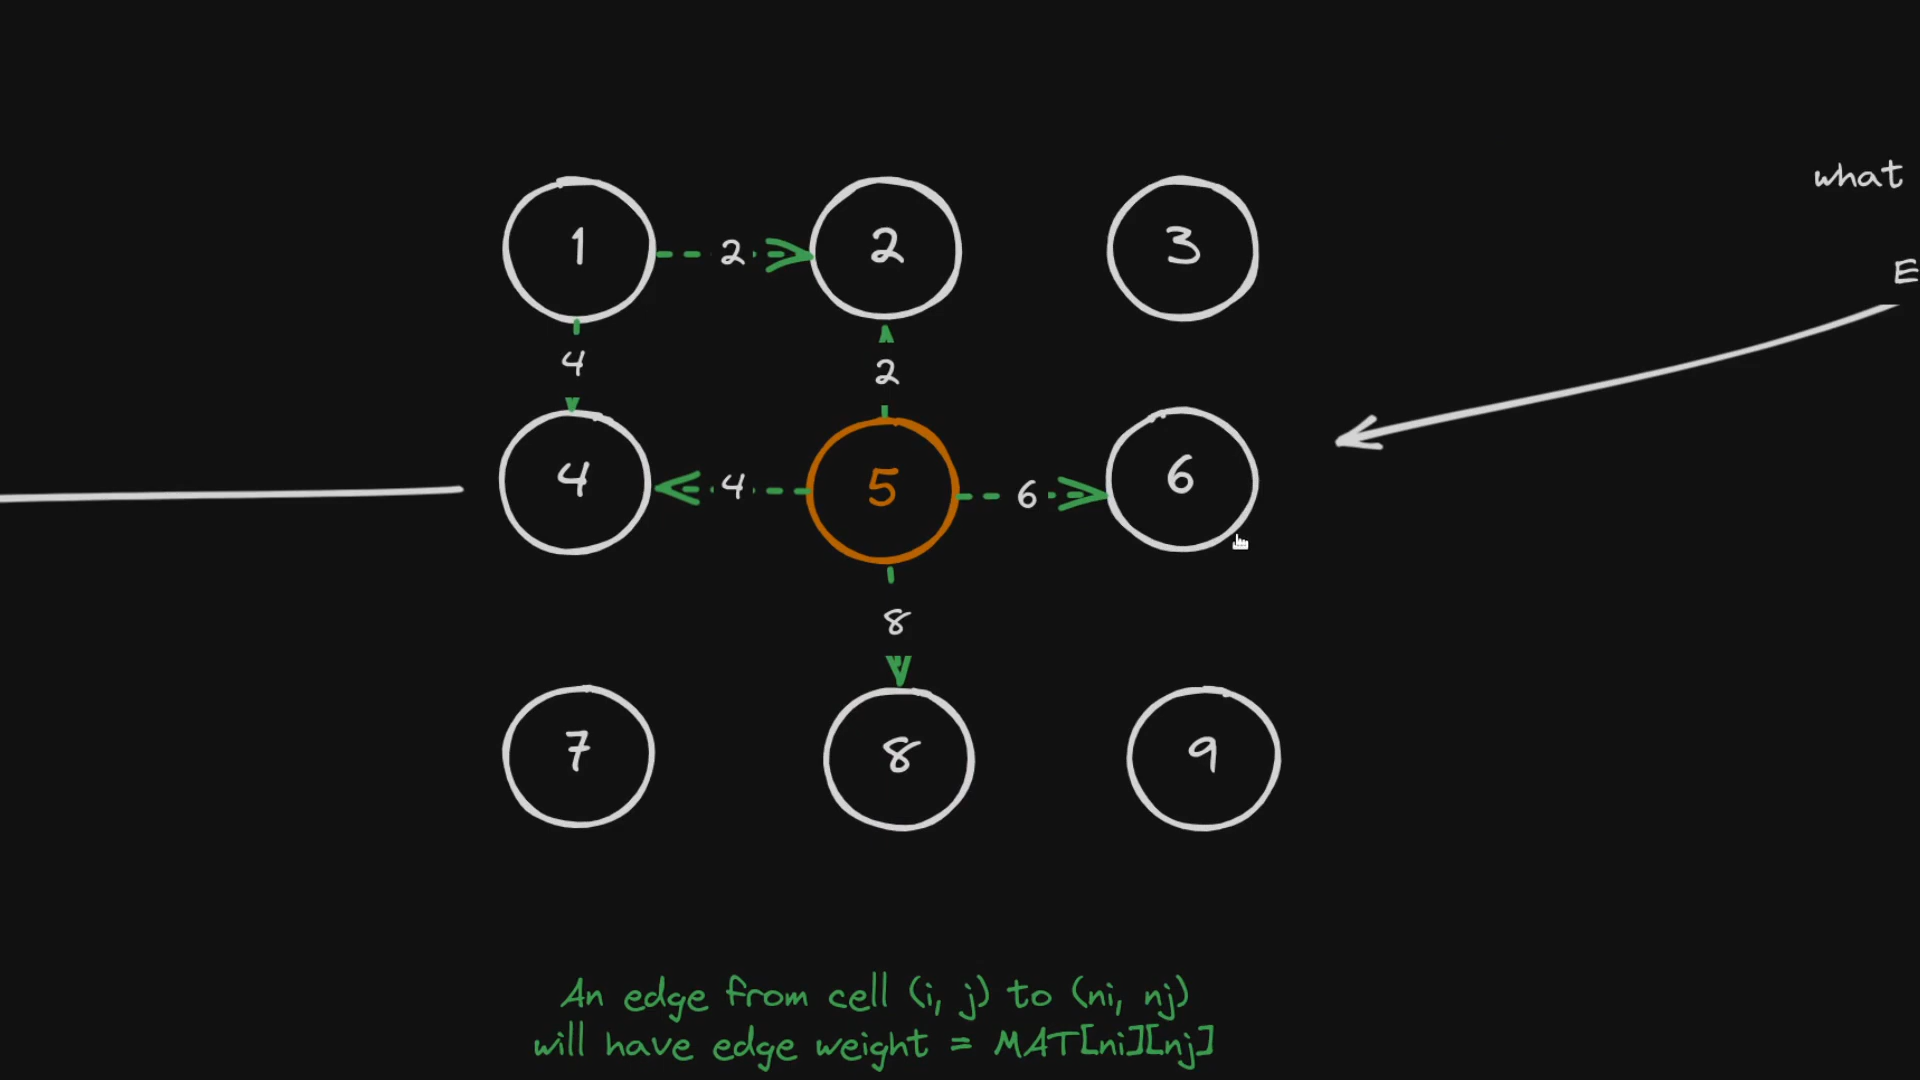 what
E
1 2 2 3
4 2
4 4 5 6 6
8
7 8 9
An edge from cell (i, j) to (ni, nj)
will have edge weight = MAT[ni][nj]